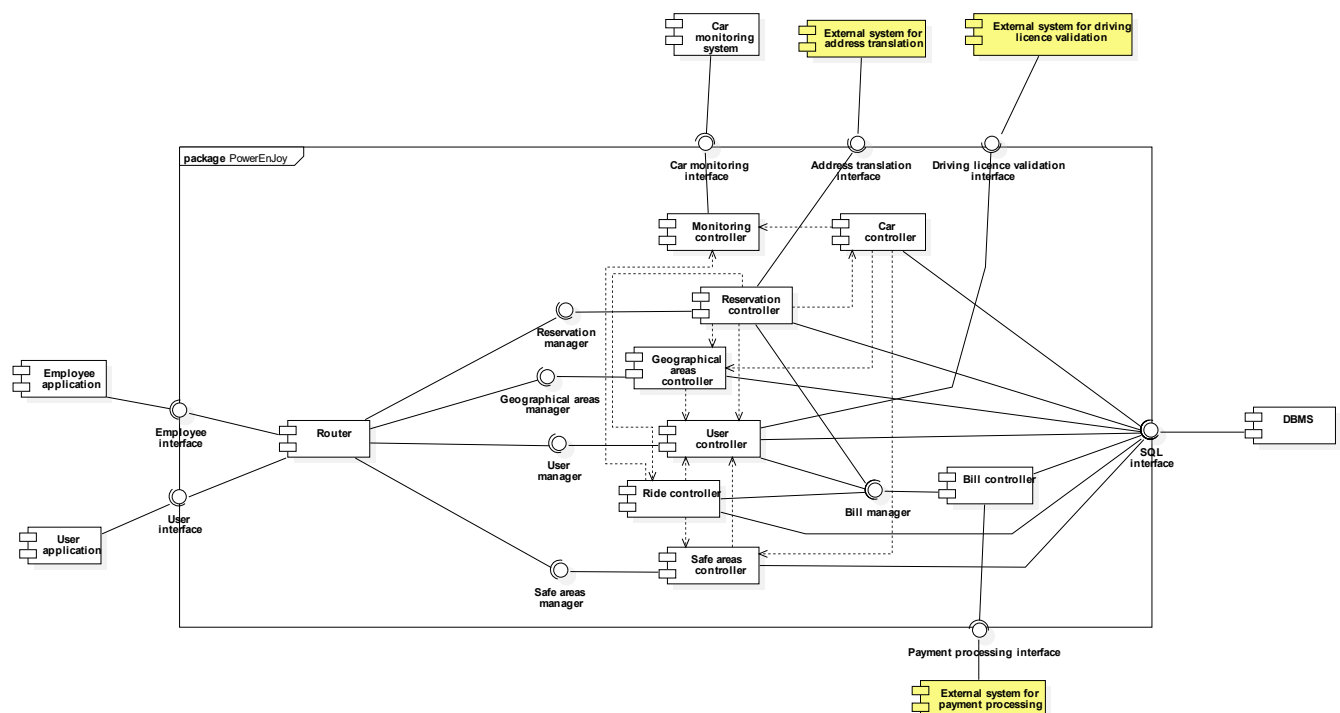 Car
monitoring
system
External system for
address translation
External system for driving
licence validation
package PowerEnJoy
Car monitoring
interface
Address translation
interface
Driving licence validation
interface
Monitoring
controller
Car
controller
Reservation
controller
Reservation
manager
Geographical
areas
controller
Employee
application
Geographical areas
manager
Employee
interface
Router
User
controller
DBMS
User
manager
SQL
interface
Ride controller
Bill controller
Bill manager
User
interface
User
application
Safe areas
controller
Safe areas
manager
Payment processing interface
External system for
payment processing